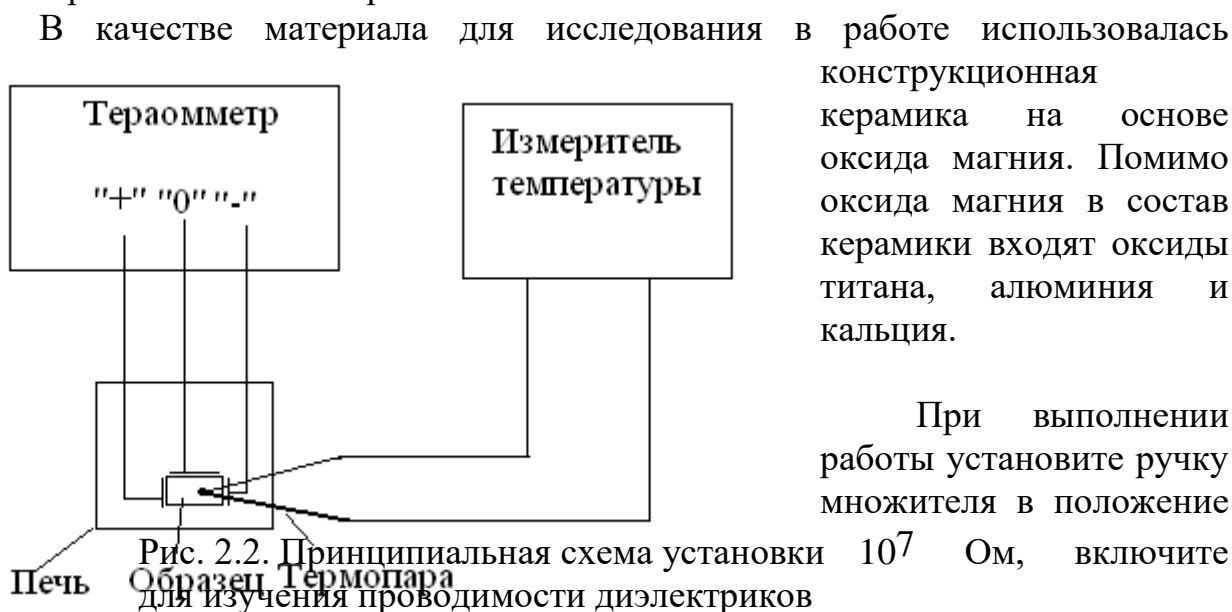 В качестве материала для исследования в работе использовалась
конструкционная
керамика на основе
оксида магния. Помимо
оксида магния в состав
керамики входят оксиды
титана, алюминия и
кальция.
При выполнении
работы установите ручку
множителя в положение
10⁷ Ом, включите
Тераомметр
"+" "0" "-"
Измеритель
температуры
Печь Образец Термопара
Рис. 2.2. Принципиальная схема установки
для изучения проводимости диэлектриков